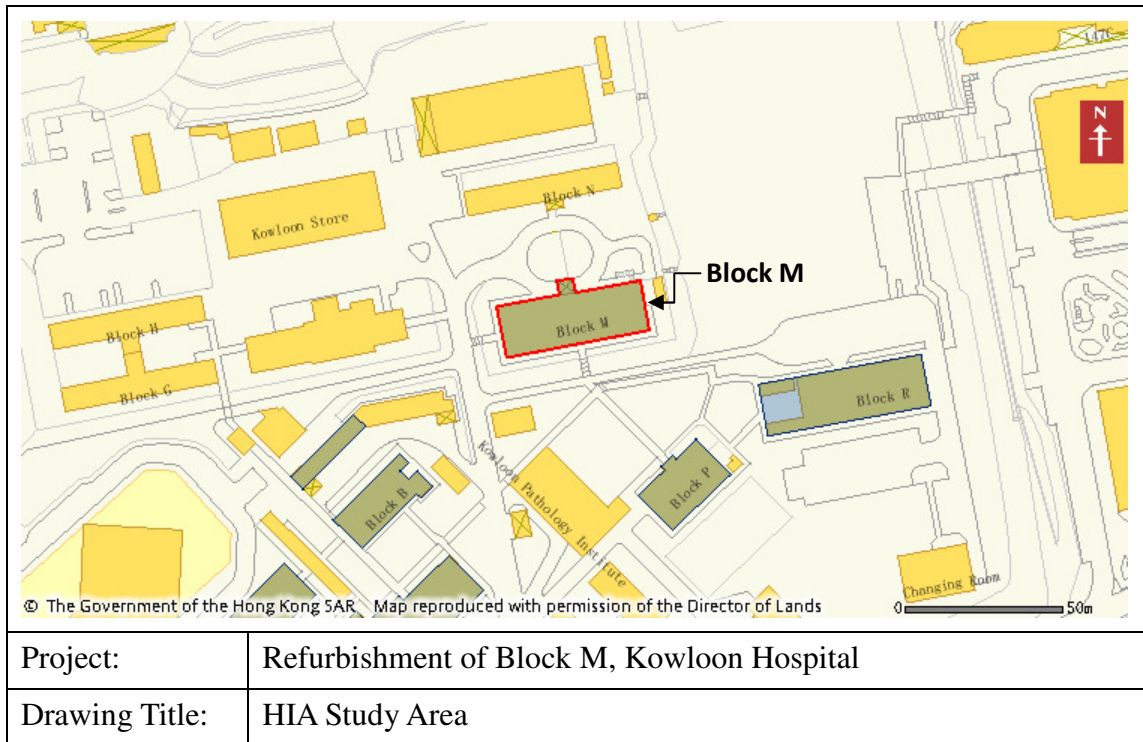 147C
N
Block N
Kowloon Store
Block M
Block M
Block H
Block G
Block R
Block B
Kowloon Pathology Institute
Block P
Changing Room
© The Government of the Hong Kong SAR Map reproduced with permission of the Director of Lands
0 50m
Project: Refurbishment of Block M, Kowloon Hospital
Drawing Title: HIA Study Area